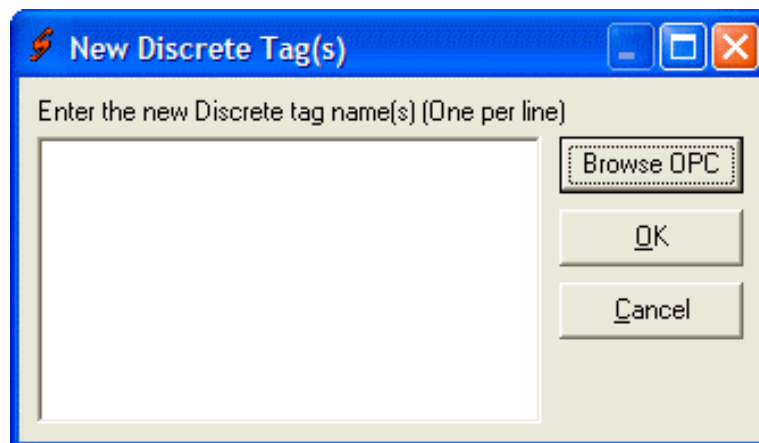 New Discrete Tag(s)
Enter the new Discrete tag name(s) (One per line)
Browse OPC
OK
Cancel